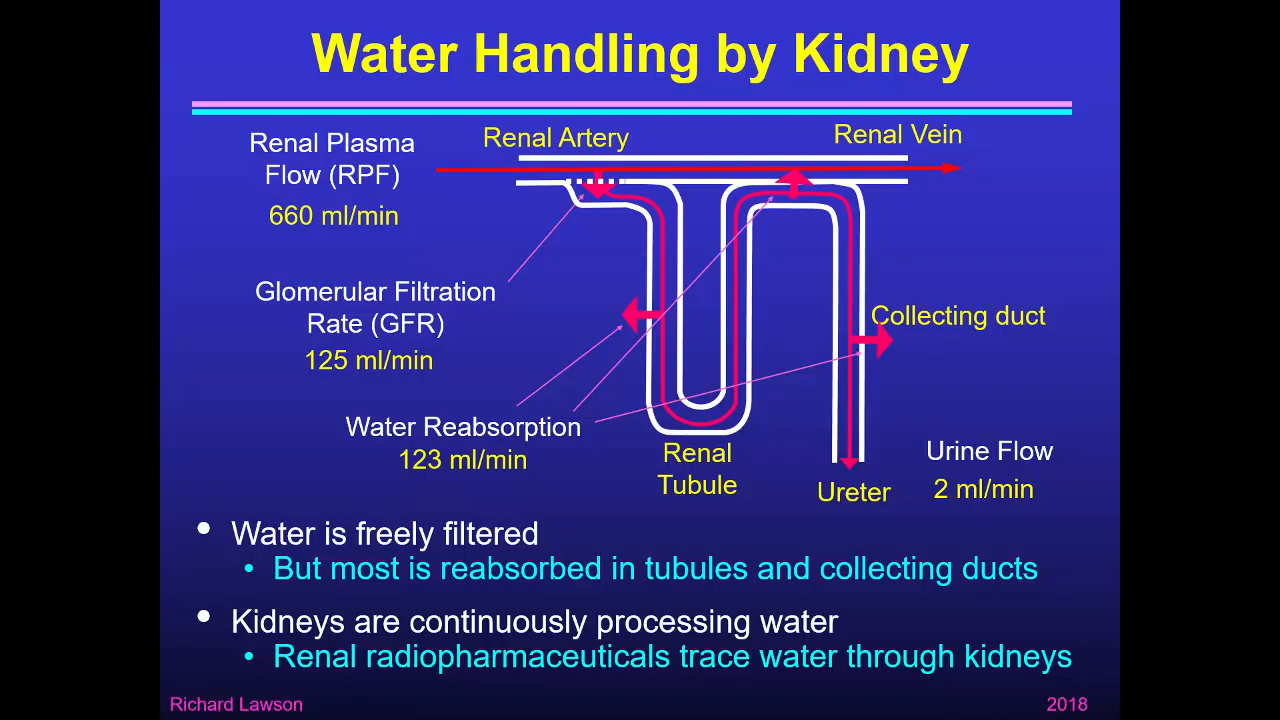 Water Handling by Kidney
Renal Plasma
Flow (RPF)
660 ml/min
Renal Artery
Renal Vein
Glomerular Filtration
Rate (GFR)
125 ml/min
Collecting duct
Water Reabsorption
123 ml/min
Renal
Tubule
Ureter
Urine Flow
2 ml/min
• Water is freely filtered
• But most is reabsorbed in tubules and collecting ducts
• Kidneys are continuously processing water
• Renal radiopharmaceuticals trace water through kidneys
Richard Lawson
2018